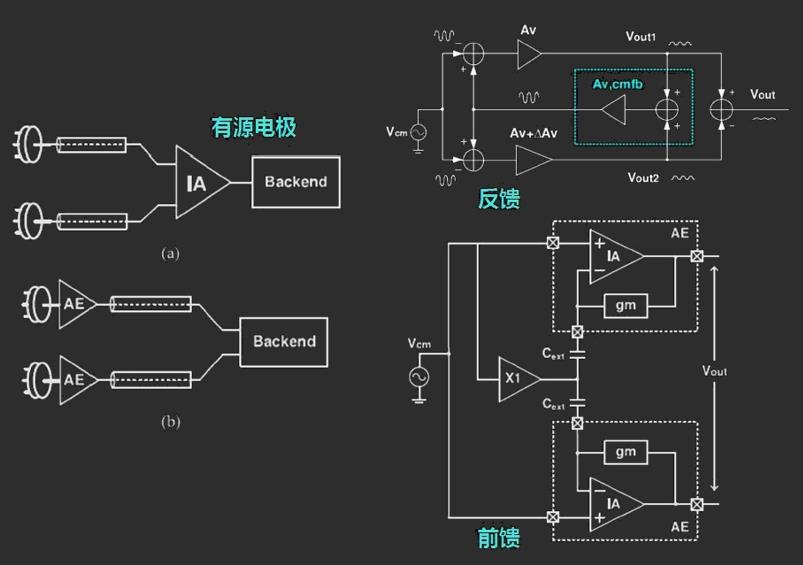 有源电极
IA
Backend
(a)
AE
AE
Backend
(b)
Av
Vout1
Av,cmfb
Vcm
Vout
Av+ΔAv
Vout2
反馈
− + + + + − + −
AE
+
IA
−
gm
Vcm
Cext
X1
Cext
Vout
gm
−
IA
+
AE
前馈